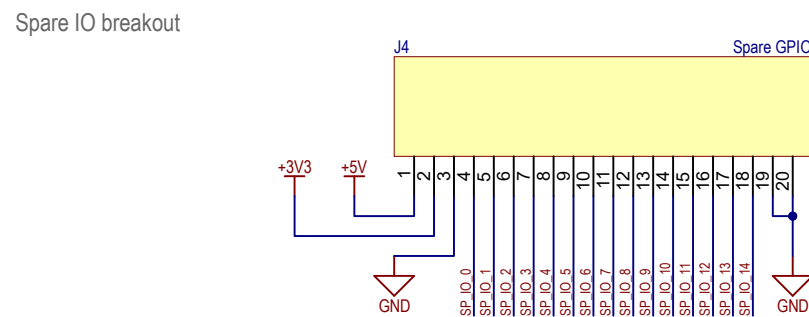 Spare IO breakout
J4
Spare GPIO
+3V3
+5V
1
2
3
4
5
6
7
8
9
10
11
12
13
14
15
16
17
18
19
20
GND
SP_IO_0
SP_IO_1
SP_IO_2
SP_IO_3
SP_IO_4
SP_IO_5
SP_IO_6
SP_IO_7
SP_IO_8
SP_IO_9
SP_IO_10
SP_IO_11
SP_IO_12
SP_IO_13
SP_IO_14
GND